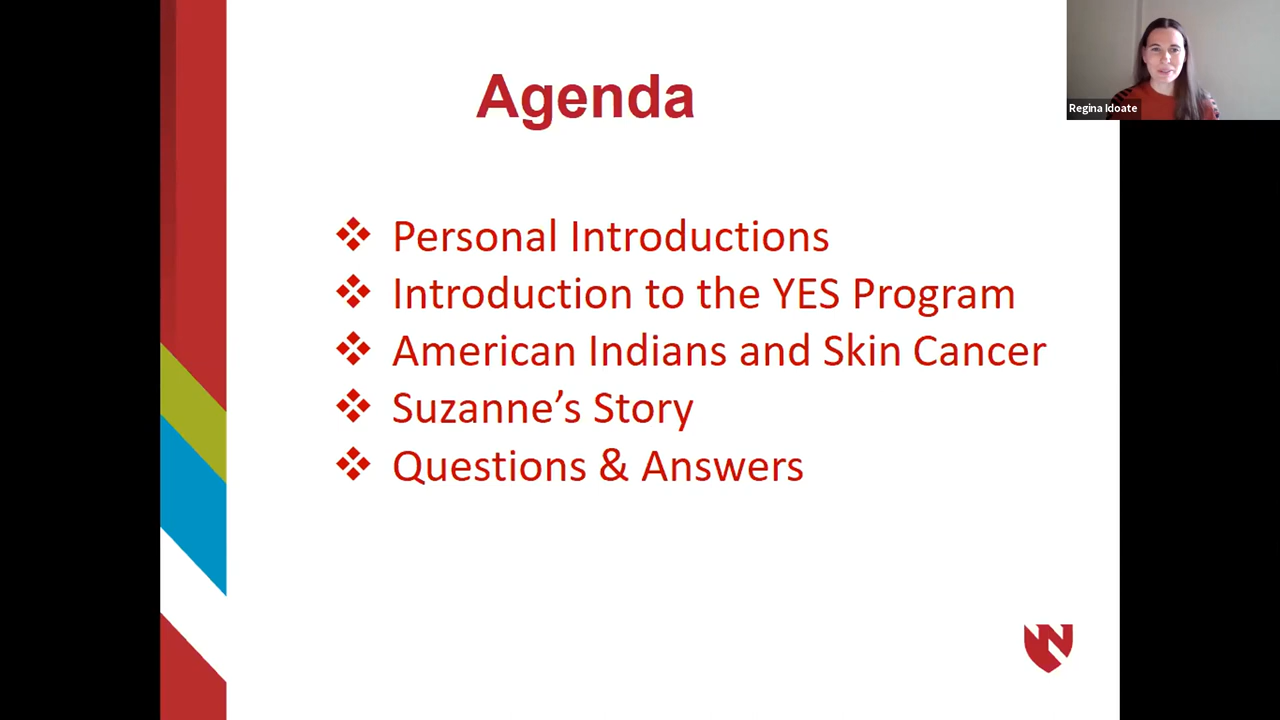 Agenda
Regina Idoate
❖ Personal Introductions
❖ Introduction to the YES Program
❖ American Indians and Skin Cancer
❖ Suzanne’s Story
❖ Questions & Answers
N